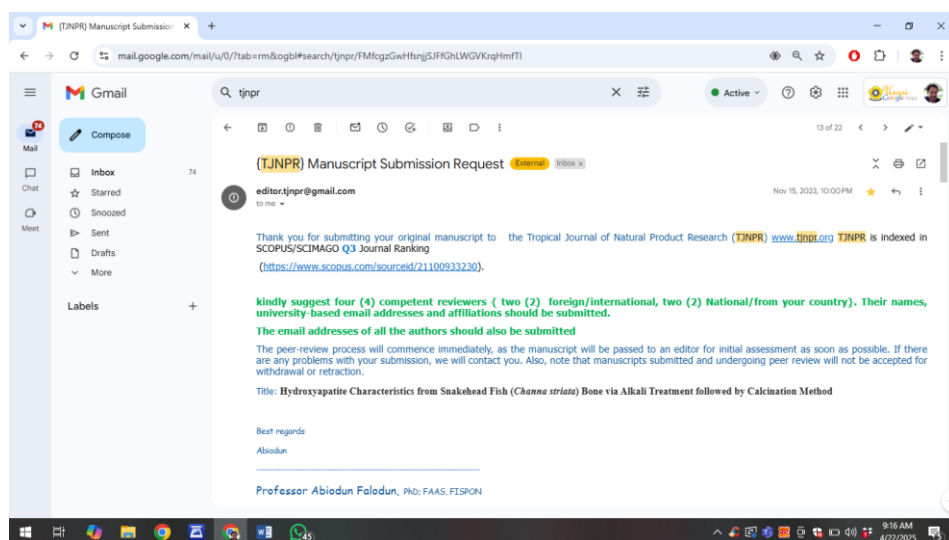 {TJNPR} Manuscript Submission
mail.google.com/mail/u/0/?tab=rm&ogbl#search/tjnpr/FMfcgzGwHfsnjjSJFfGhLWGVKrqHmfTl
Gmail
tjnpr
Active
74
Mail
Chat
Meet
Compose
Inbox 74
Starred
Snoozed
Sent
Drafts
More
Labels
13 of 22
{TJNPR} Manuscript Submission Request External Inbox x
editor.tjnpr@gmail.com
Nov 15, 2023, 10:00 PM
to me
Thank you for submitting your original manuscript to the Tropical Journal of Natural Product Research (TJNPR) www.tjnpr.org TJNPR is indexed in
SCOPUS/SCIMAGO Q3 Journal Ranking
(https://www.scopus.com/sourceid/21100933230).
kindly suggest four (4) competent reviewers { two (2) foreign/international, two (2) National/from your country}. Their names,
university-based email addresses and affiliations should be submitted.
The email addresses of all the authors should also be submitted
The peer-review process will commence immediately, as the manuscript will be passed to an editor for initial assessment as soon as possible. If there
are any problems with your submission, we will contact you. Also, note that manuscripts submitted and undergoing peer review will not be accepted for
withdrawal or retraction.
Title: Hydroxyapatite Characteristics from Snakehead Fish (Channa striata) Bone via Alkali Treatment followed by Calcination Method
Best regards
Abiodun
Professor Abiodun Falodun, PhD; FAAS, FISPON
45
9:16 AM
4/22/2025